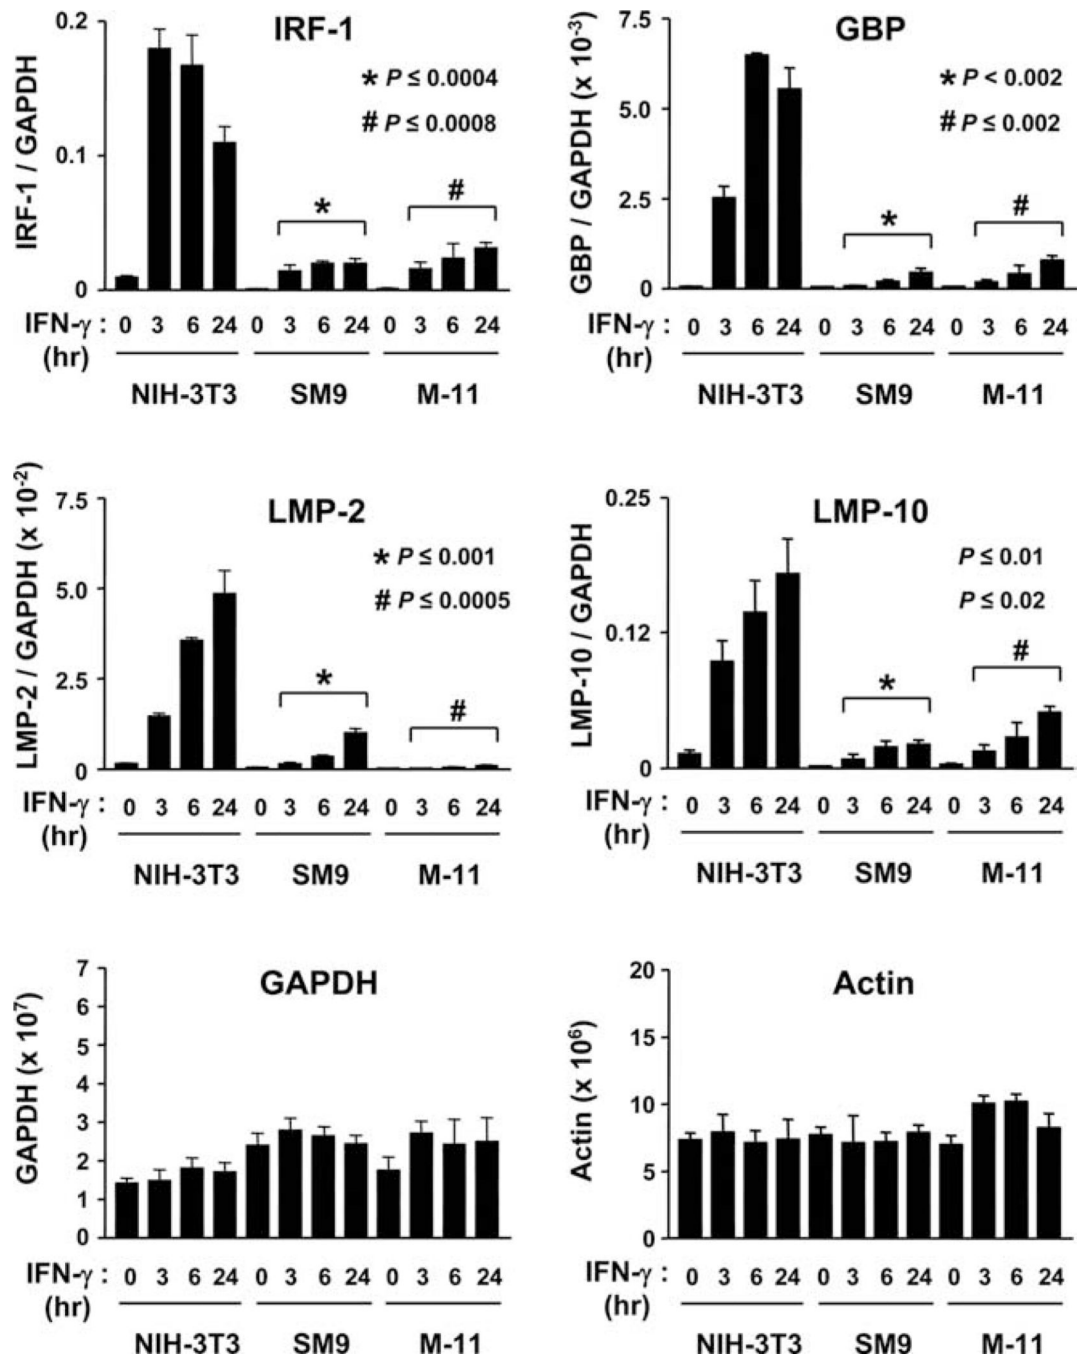 IRF-1
IRF-1 / GAPDH
0.2
0.1
0
* P ≤ 0.0004
# P ≤ 0.0008
*
#
IFN-γ : 0 3 6 24 0 3 6 24 0 3 6 24
(hr)
NIH-3T3 SM9 M-11
GBP
GBP / GAPDH (x 10-3)
7.5
5.0
2.5
0
* P < 0.002
# P ≤ 0.002
*
#
IFN-γ : 0 3 6 24 0 3 6 24 0 3 6 24
(hr)
NIH-3T3 SM9 M-11
LMP-2
LMP-2 / GAPDH (x 10-2)
7.5
5.0
2.5
0
* P ≤ 0.001
# P ≤ 0.0005
*
#
IFN-γ : 0 3 6 24 0 3 6 24 0 3 6 24
(hr)
NIH-3T3 SM9 M-11
LMP-10
LMP-10 / GAPDH
0.25
0.12
0
P ≤ 0.01
P ≤ 0.02
*
#
IFN-γ : 0 3 6 24 0 3 6 24 0 3 6 24
(hr)
NIH-3T3 SM9 M-11
GAPDH
GAPDH (x 107)
7
6
5
4
3
2
1
0
IFN-γ : 0 3 6 24 0 3 6 24 0 3 6 24
(hr)
NIH-3T3 SM9 M-11
Actin
Actin (x 106)
20
15
10
5
0
IFN-γ : 0 3 6 24 0 3 6 24 0 3 6 24
(hr)
NIH-3T3 SM9 M-11